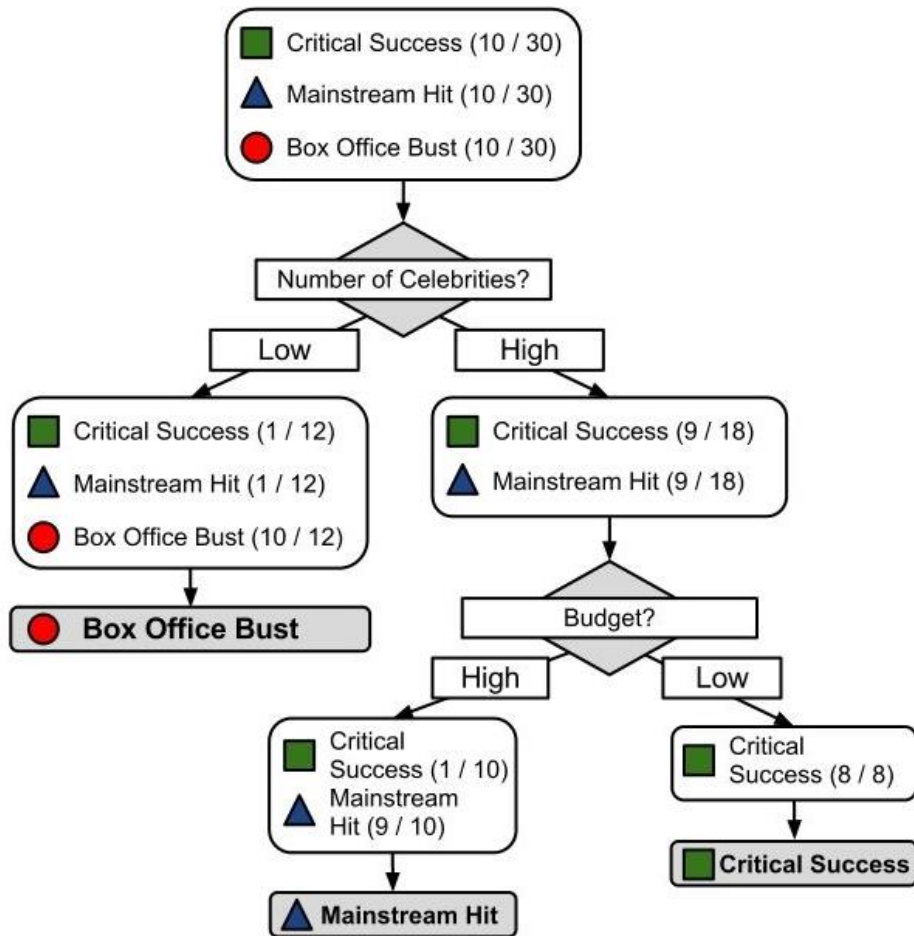 Critical Success (10 / 30)
Mainstream Hit (10 / 30)
Box Office Bust (10 / 30)
Number of Celebrities?
Low
High
Critical Success (1 / 12)
Mainstream Hit (1 / 12)
Box Office Bust (10 / 12)
Box Office Bust
Critical Success (9 / 18)
Mainstream Hit (9 / 18)
Budget?
High
Low
Critical
Success (1 / 10)
Mainstream
Hit (9 / 10)
Mainstream Hit
Critical
Success (8 / 8)
Critical Success